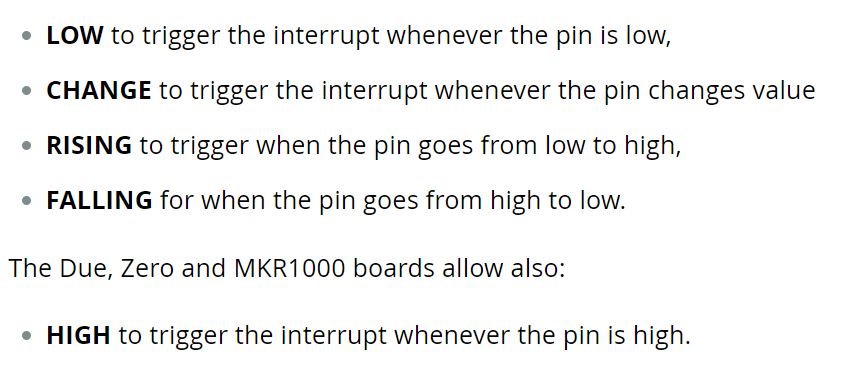 LOW to trigger the interrupt whenever the pin is low,
CHANGE to trigger the interrupt whenever the pin changes value
RISING to trigger when the pin goes from low to high,
FALLING for when the pin goes from high to low.
The Due, Zero and MKR1000 boards allow also:
HIGH to trigger the interrupt whenever the pin is high.